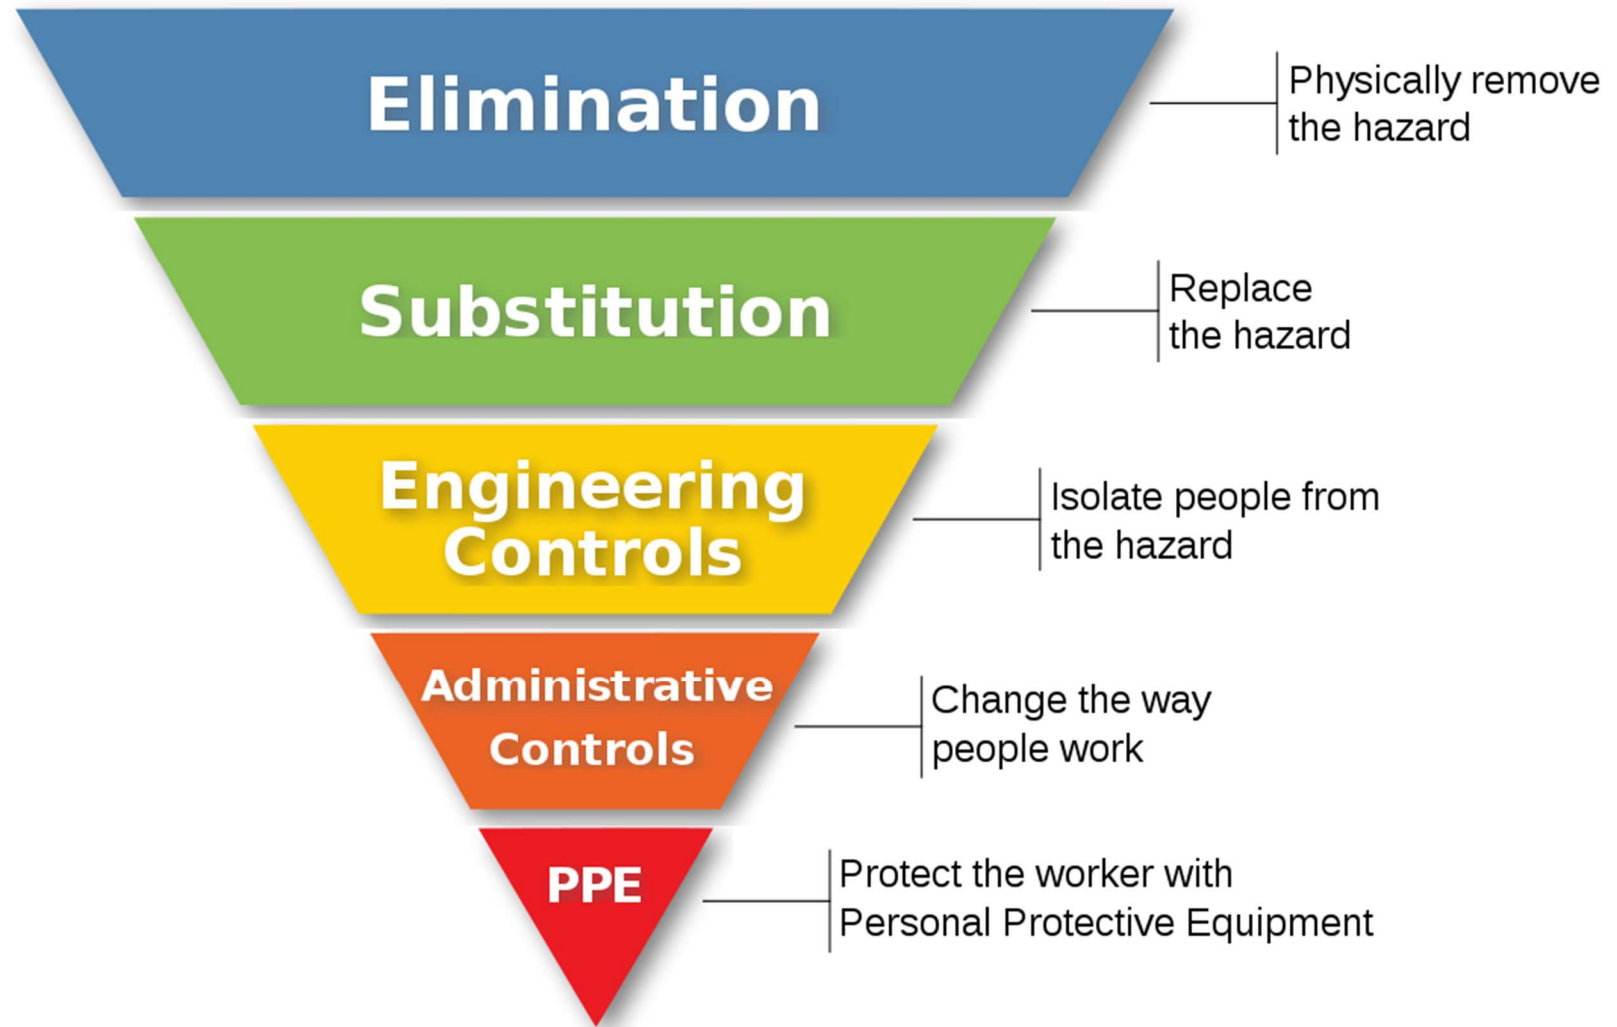 Elimination
Physically remove
the hazard
Substitution
Replace
the hazard
Engineering
Controls
Isolate people from
the hazard
Administrative
Controls
Change the way
people work
PPE
Protect the worker with
Personal Protective Equipment